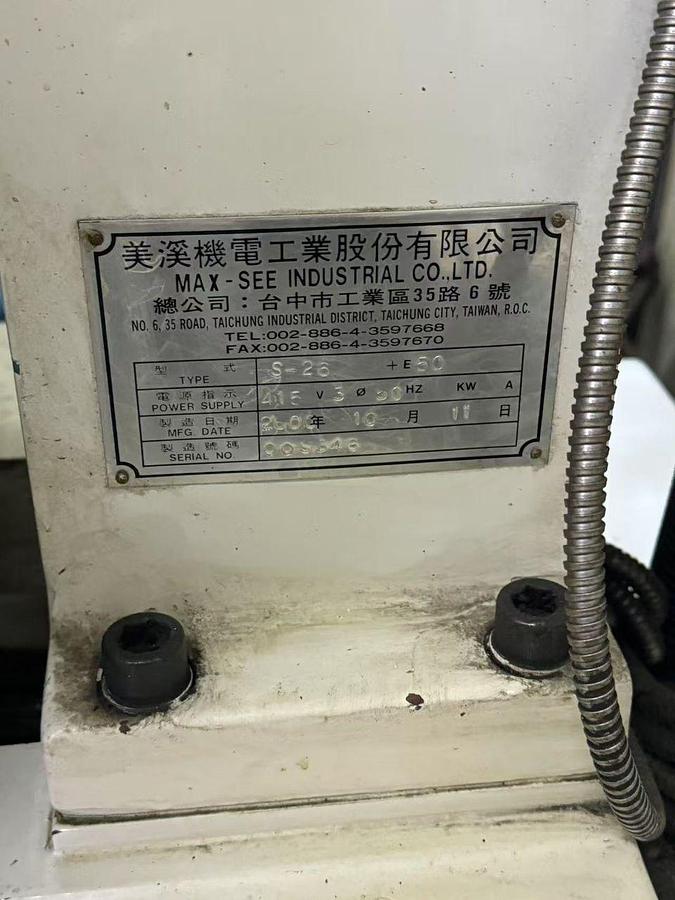 美溪機電工業股份有限公司
MAX-SEE INDUSTRIAL CO.,LTD.
總公司：台中市工業區35路6號
NO. 6, 35 ROAD, TAICHUNG INDUSTRIAL DISTRICT, TAICHUNG CITY, TAIWAN, R.O.C.
TEL:002-886-4-3597668
FAX:002-886-4-3597670
型式 S-26 +E50
TYPE
電源指示 415 V 3 Ø 50 HZ KW A
POWER SUPPLY
製造日期 年 10 月 11 日
MFG. DATE
製造號碼
SERIAL NO.